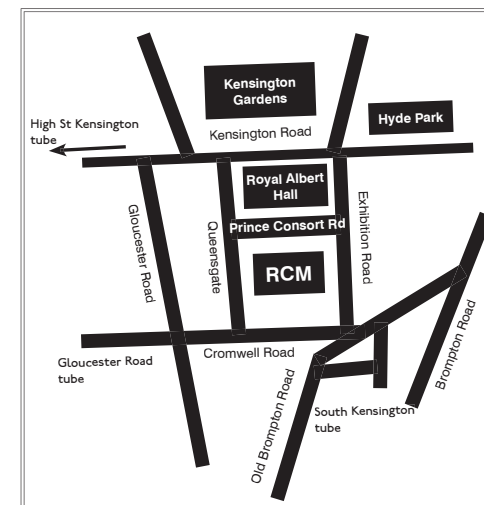 Kensington
Gardens
Hyde Park
High St Kensington
tube
Kensington Road
Royal Albert
Hall
Prince Consort Rd
RCM
Gloucester Road
Queensgate
Exhibition Road
Cromwell Road
Gloucester Road
tube
Old Brompton Road
South Kensington
tube
Brompton Road